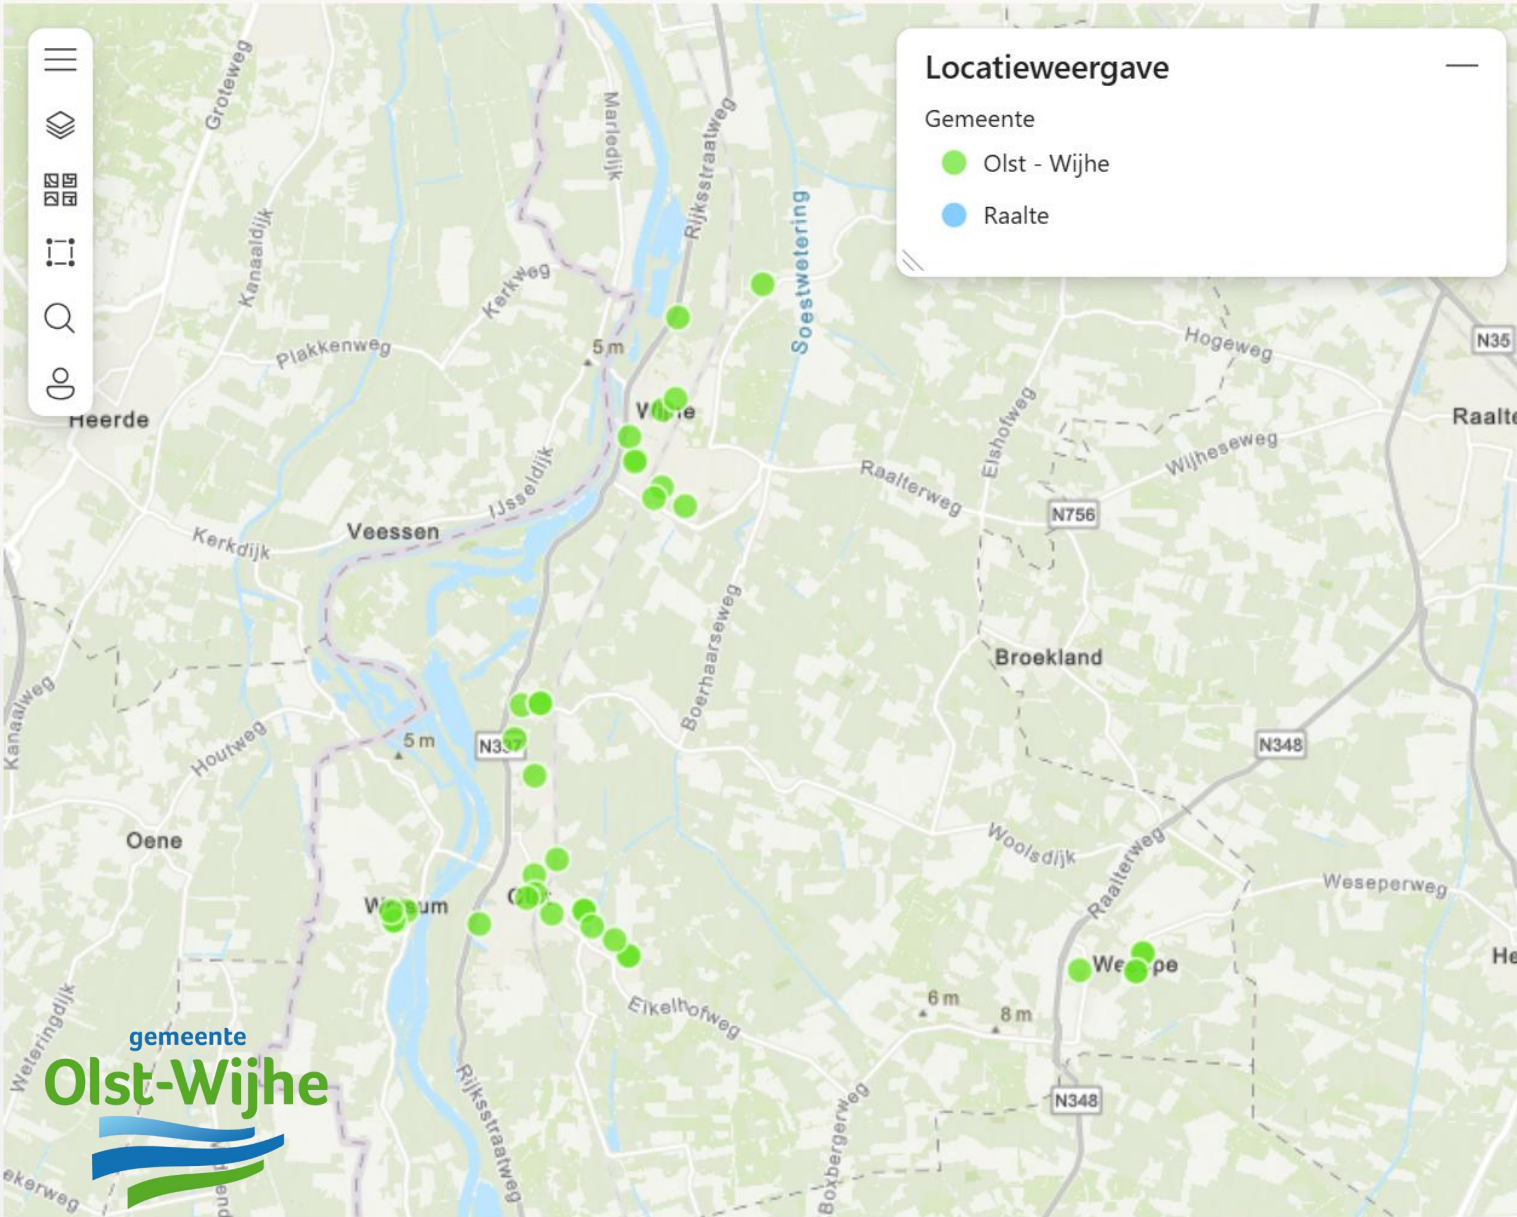 Locatieweergave
Gemeente
Olst - Wijhe
Raalte
Groteweg
Marledijk
Rijksstraatweg
Kanaaldijk
Soestwetering
Kerkweg
Plakkenweg
5 m
Hogeweg
N35
Heerde
Elshofweg
Raalte
Wijheseweg
IJsseldijk
Raalterweg
N756
Kerkdijk
Veessen
Boerhaarseweg
Broekland
Kanaalweg
Houtweg
5 m
N337
N348
Oene
Woolsdijk
Raalterweg
Weseperweg
He
6 m
8 m
Eikelhofweg
Weteringdijk
N348
Rijksstraatweg
Boxbergerweg
gemeente
Olst-Wijhe
ekerweg